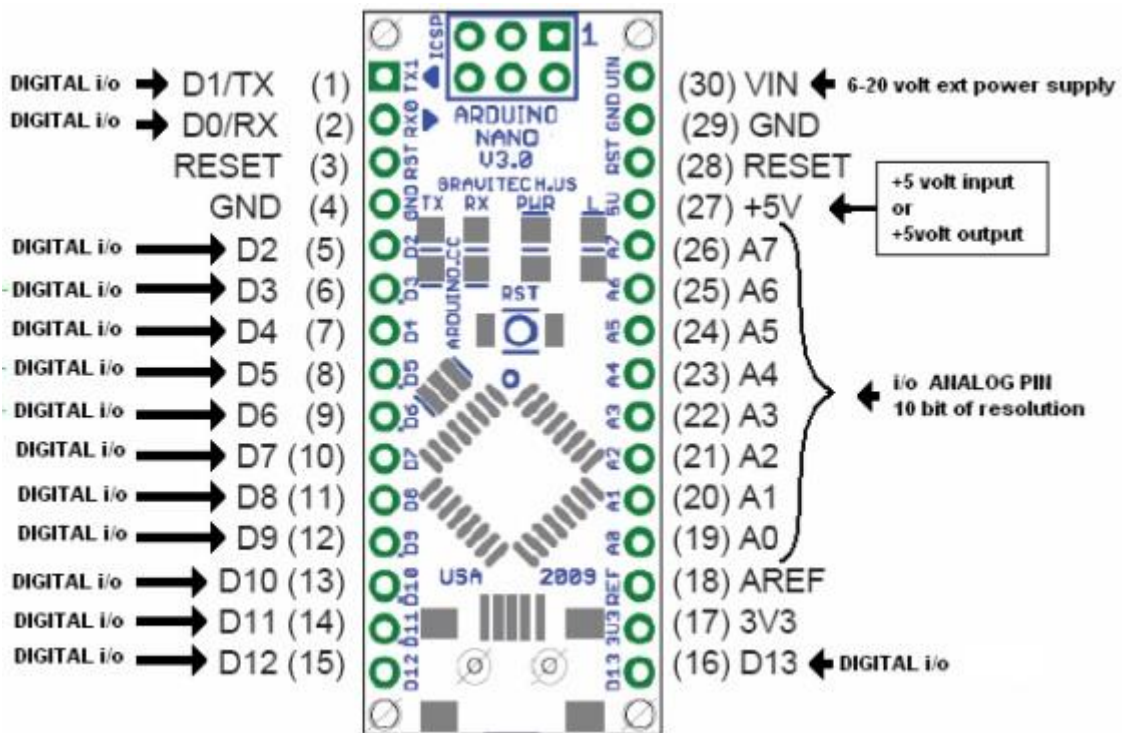 DIGITAL i/o D1/TX (1)
DIGITAL i/o D0/RX (2)
RESET (3)
GND (4)
DIGITAL i/o D2 (5)
DIGITAL i/o D3 (6)
DIGITAL i/o D4 (7)
DIGITAL i/o D5 (8)
DIGITAL i/o D6 (9)
DIGITAL i/o D7 (10)
DIGITAL i/o D8 (11)
DIGITAL i/o D9 (12)
DIGITAL i/o D10 (13)
DIGITAL i/o D11 (14)
DIGITAL i/o D12 (15)
ICSP
1
TX1
RX0
RST
GND
D2
D3
D4
D5
D6
D7
D8
D9
D10
D11
D12
ARDUINO
NANO
V3.0
GRAVITECH.US
TX RX PWR L
ARDUINO.CC
RST
USA 2009
VIN
GND
RST
5V
A7
A6
A5
A4
A3
A2
A1
A0
REF
3V3
D13
(30) VIN 6-20 volt ext power supply
(29) GND
(28) RESET
(27) +5V
+5 volt input
or
+5volt output
(26) A7
(25) A6
(24) A5
(23) A4
(22) A3
(21) A2
(20) A1
(19) A0
i/o ANALOG PIN
10 bit of resolution
(18) AREF
(17) 3V3
(16) D13 DIGITAL i/o